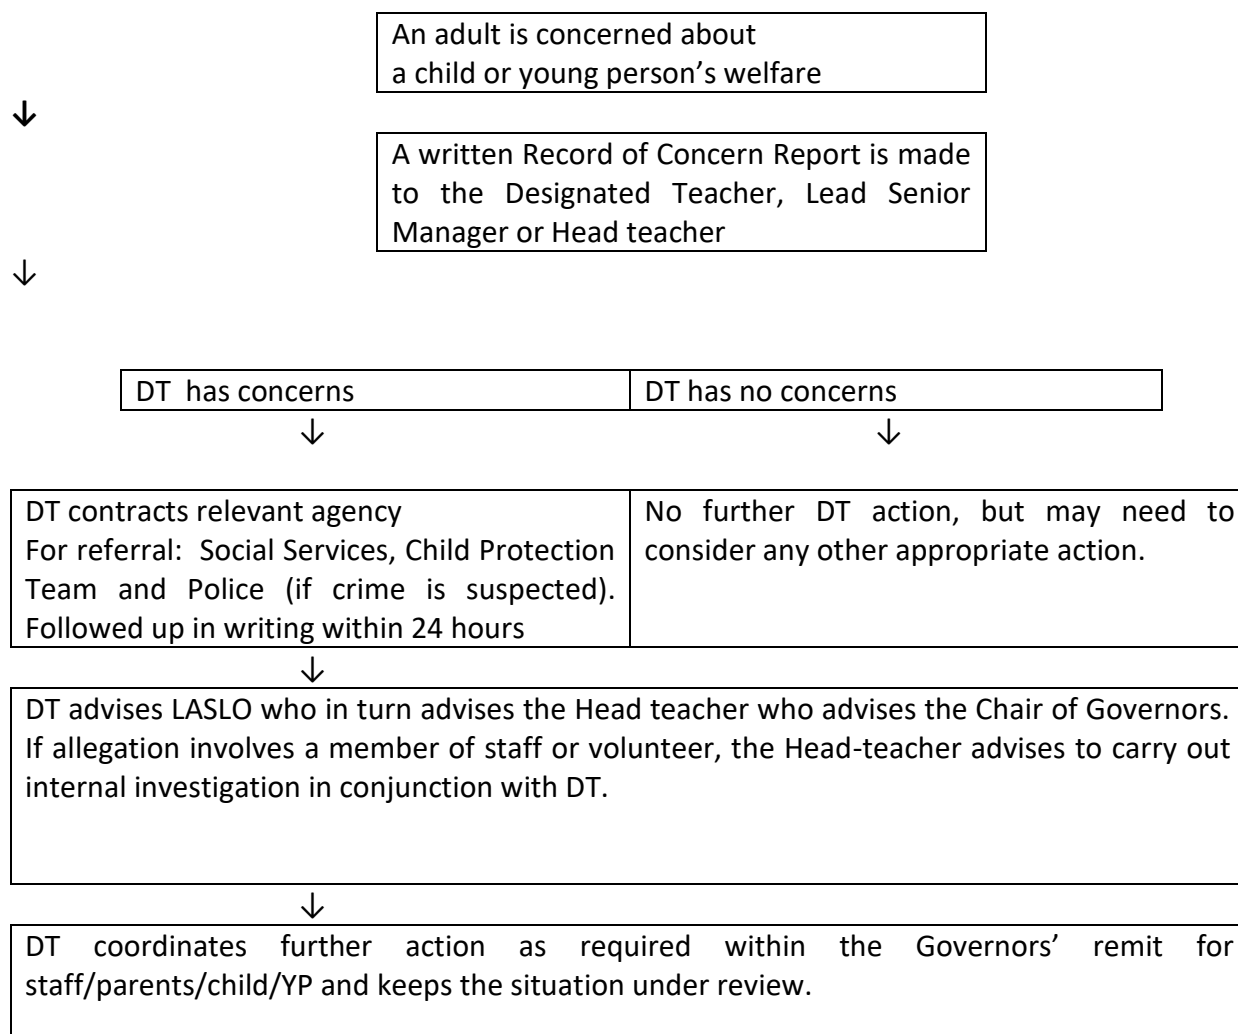 An adult is concerned about
a child or young person’s welfare
↓
A written Record of Concern Report is made
to the Designated Teacher, Lead Senior
Manager or Head teacher
↓
DT  has concerns
DT has no concerns
↓
↓
DT contracts relevant agency
For referral:  Social Services, Child Protection
Team and Police (if crime is suspected).
Followed up in writing within 24 hours
No further DT action, but may need to
consider any other appropriate action.
↓
DT advises LASLO who in turn advises the Head teacher who advises the Chair of Governors.
If allegation involves a member of staff or volunteer, the Head-teacher advises to carry out
internal investigation in conjunction with DT.
↓
DT coordinates further action as required within the Governors’ remit for
staff/parents/child/YP and keeps the situation under review.